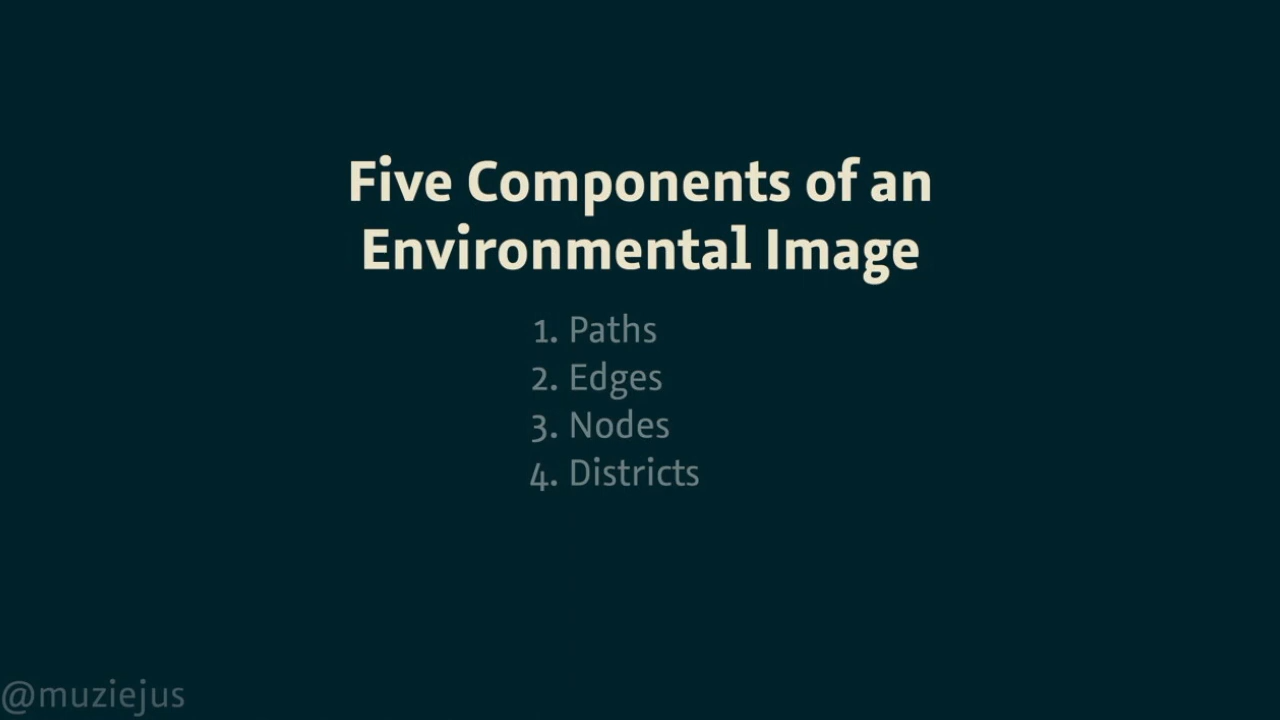 Five Components of an
Environmental Image
1. Paths
2. Edges
3. Nodes
4. Districts
@muziejus